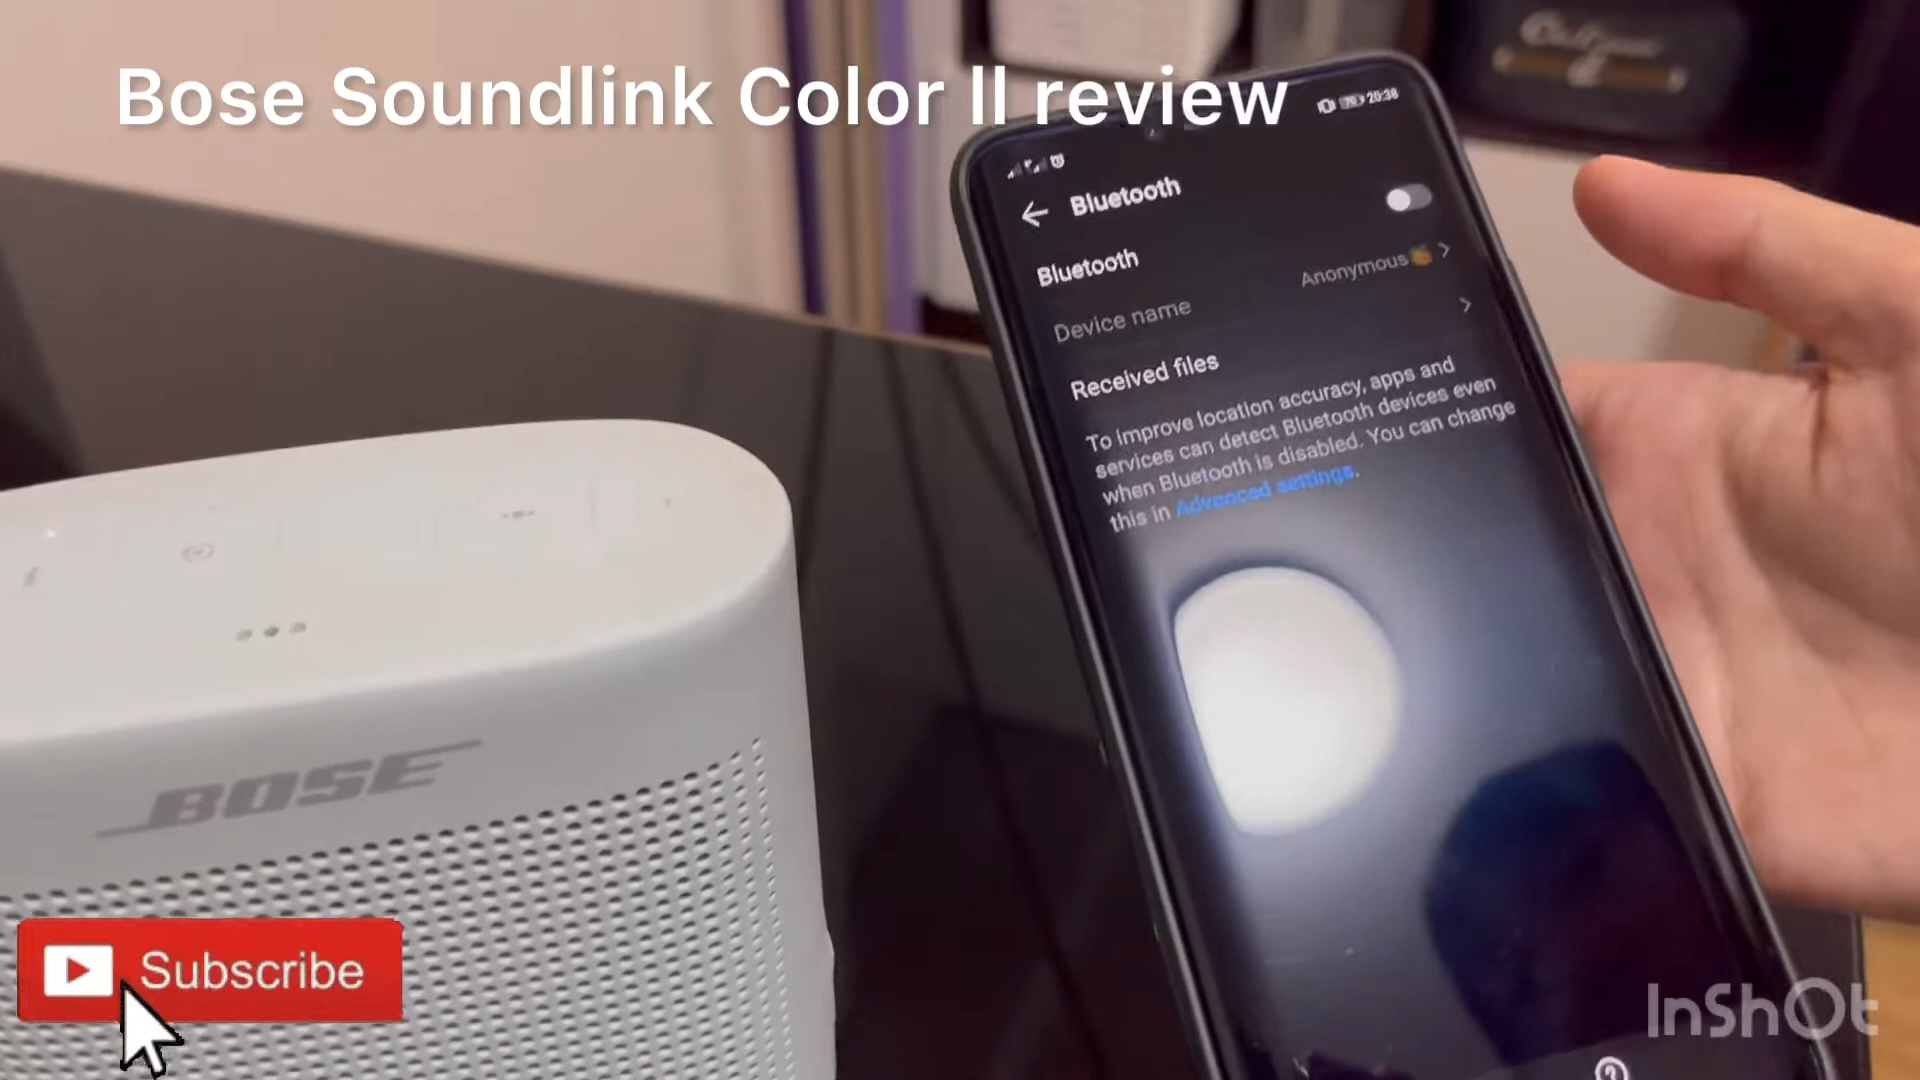 Bose Soundlink Color II review
70 20:38
Bluetooth
Bluetooth
Anonymous
Device name
Received files
To improve location accuracy, apps and
services can detect Bluetooth devices even
when Bluetooth is disabled. You can change
this in Advanced settings.
BOSE
Subscribe
InShOt